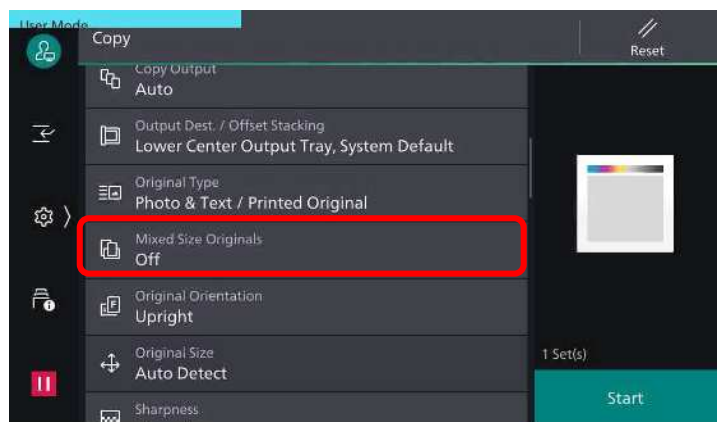 User Mode
Copy
Reset
Copy Output
Auto
Output Dest. / Offset Stacking
Lower Center Output Tray, System Default
Original Type
Photo & Text / Printed Original
Mixed Size Originals
Off
Original Orientation
Upright
Original Size
Auto Detect
Sharpness
1 Set(s)
Start